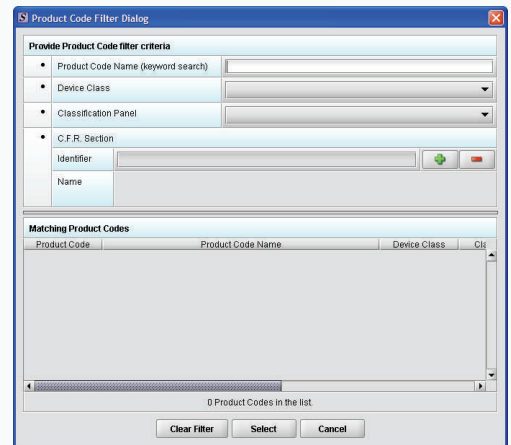 Product Code Filter Dialog
Provide Product Code filter criteria
• Product Code Name (keyword search)
• Device Class
• Classification Panel
• C.F.R. Section
Identifier
Name
Matching Product Codes
Product Code Product Code Name Device Class Cla
0 Product Codes in the list.
Clear Filter Select Cancel